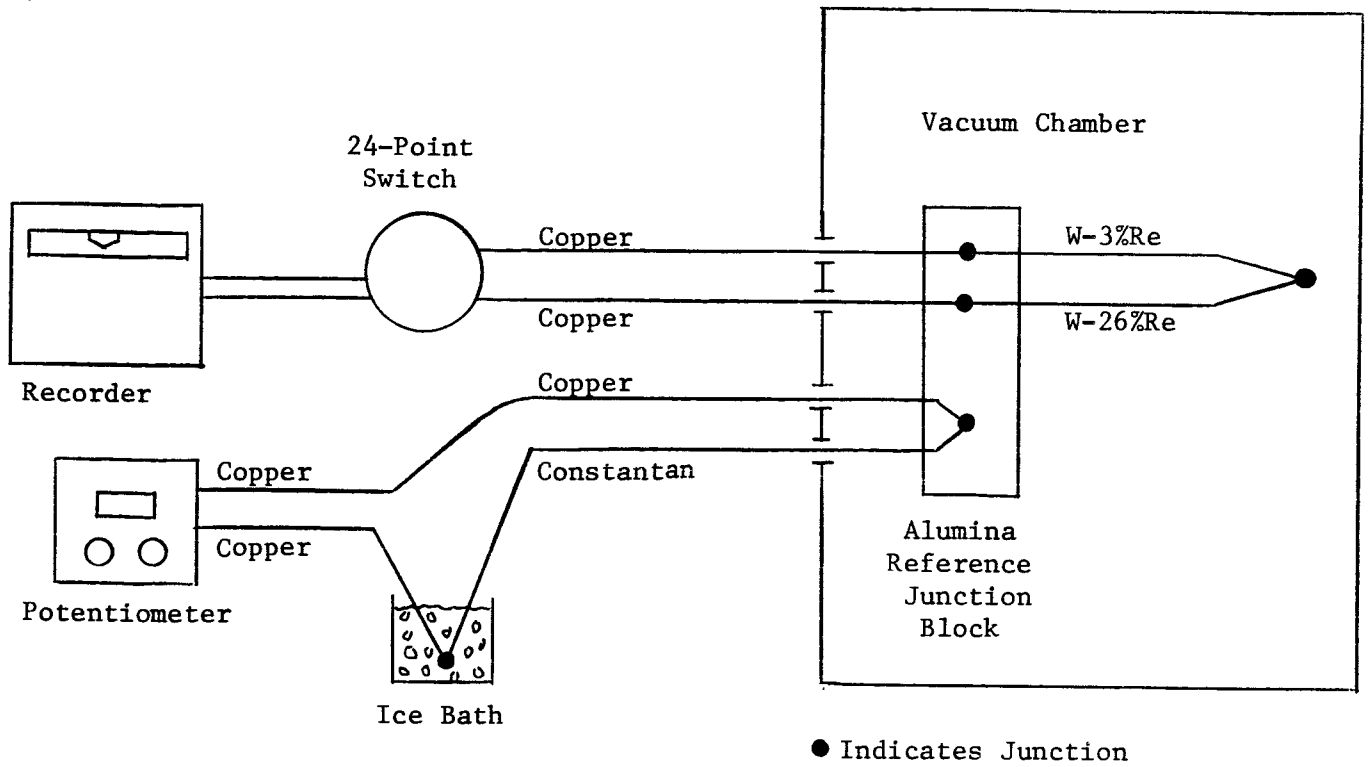 Vacuum Chamber
24-Point
Switch
Copper
W-3%Re
Copper
W-26%Re
Recorder
Copper
Copper
Constantan
Copper
Potentiometer
Alumina
Reference
Junction
Block
Ice Bath
Indicates Junction